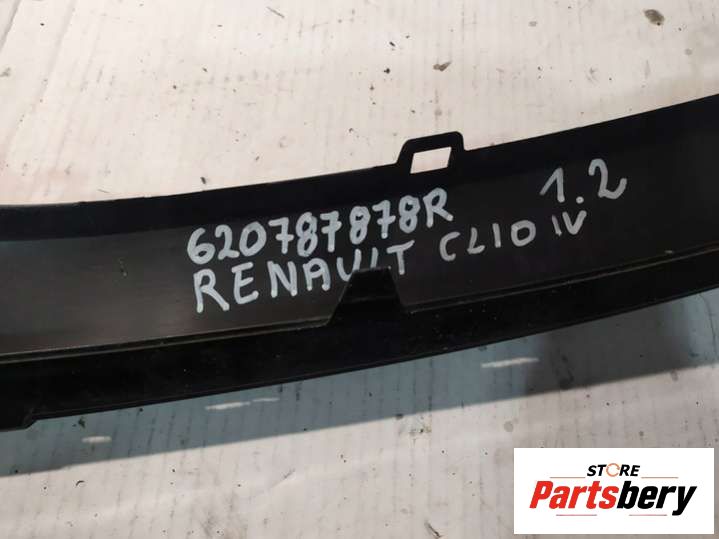 620787878R 1.2
RENAULT CLIO IV
STORE
Partsbery